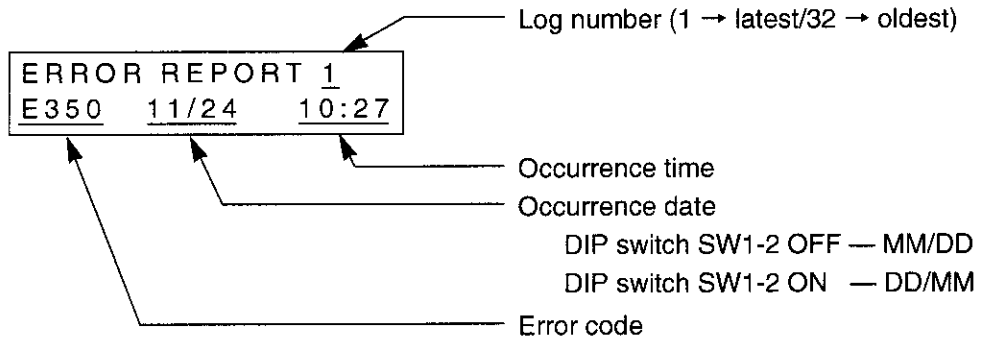 Log number (1 → latest/32 → oldest)
ERROR REPORT 1
E350 11/24 10:27
Occurrence time
Occurrence date
DIP switch SW1-2 OFF — MM/DD
DIP switch SW1-2 ON — DD/MM
Error code